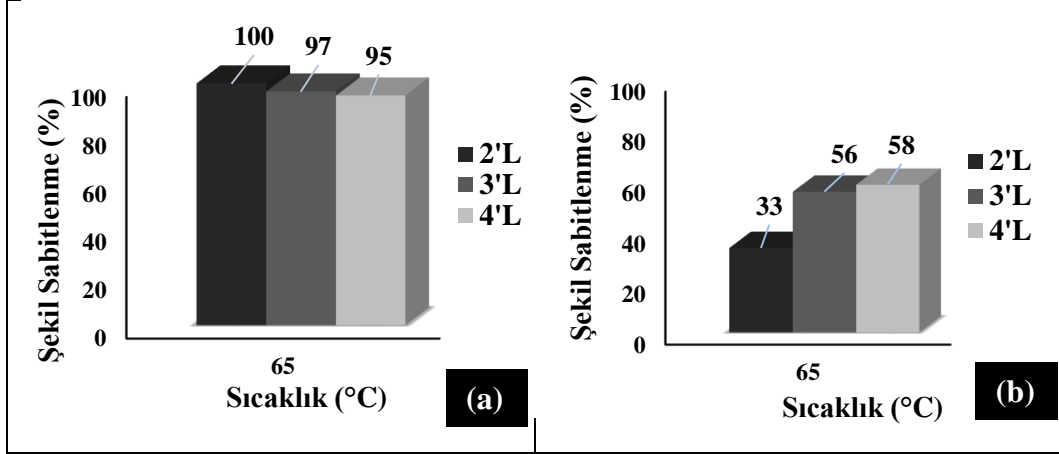 Şekil Sabitlenme (%)
100
80
60
40
20
0
100
97
95
2'L
3'L
4'L
65
Sıcaklık (°C)
(a)
Şekil Sabitlenme (%)
100
80
60
40
20
0
33
56
58
2'L
3'L
4'L
65
Sıcaklık (°C)
(b)